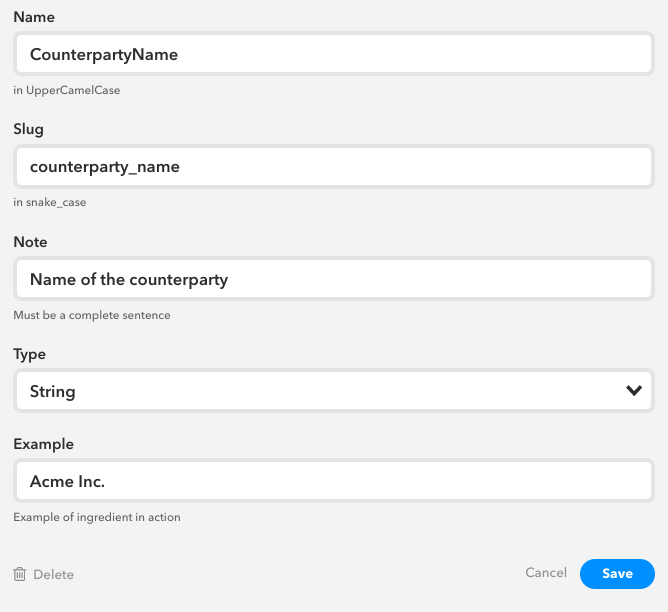 Name
CounterpartyName
in UpperCamelCase
Slug
counterparty_name
in snake_case
Note
Name of the counterparty
Must be a complete sentence
Type
String
Example
Acme Inc.
Example of ingredient in action
Delete Cancel Save